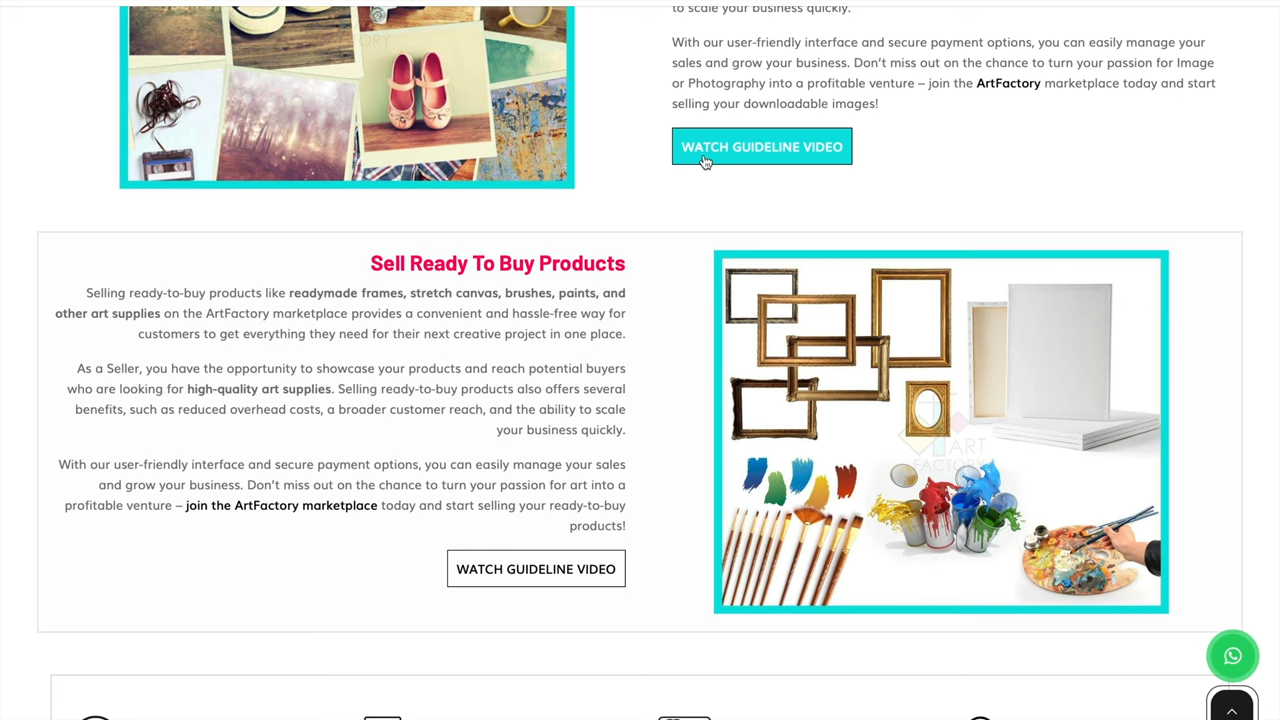 to scale your business quickly.
With our user-friendly interface and secure payment options, you can easily manage your
sales and grow your business. Don’t miss out on the chance to turn your passion for Image
or Photography into a profitable venture – join the ArtFactory marketplace today and start
selling your downloadable images!
WATCH GUIDELINE VIDEO
Sell Ready To Buy Products
Selling ready-to-buy products like readymade frames, stretch canvas, brushes, paints, and
other art supplies on the ArtFactory marketplace provides a convenient and hassle-free way for
customers to get everything they need for their next creative project in one place.
As a Seller, you have the opportunity to showcase your products and reach potential buyers
who are looking for high-quality art supplies. Selling ready-to-buy products also offers several
benefits, such as reduced overhead costs, a broader customer reach, and the ability to scale
your business quickly.
With our user-friendly interface and secure payment options, you can easily manage your sales
and grow your business. Don’t miss out on the chance to turn your passion for art into a
profitable venture – join the ArtFactory marketplace today and start selling your ready-to-buy
products!
WATCH GUIDELINE VIDEO
ART
FACTORY